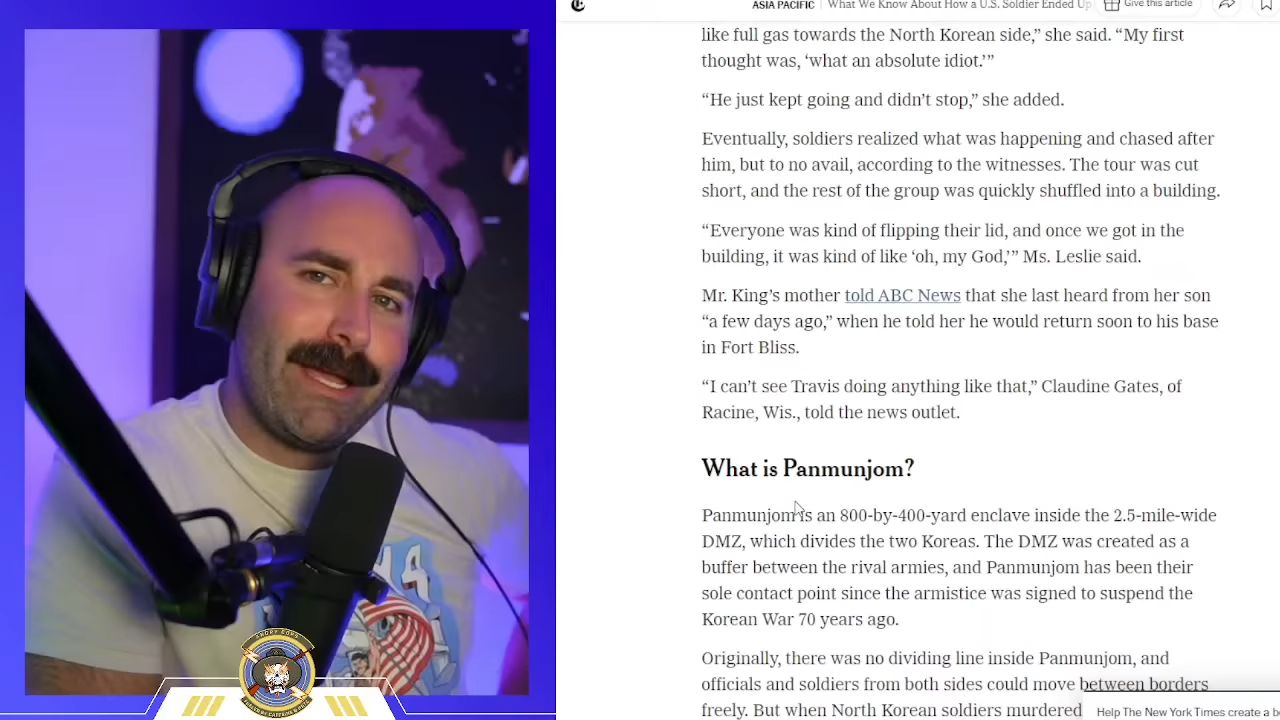 ASIA PACIFIC | What We Know About How a U.S. Soldier Ended Up
Give this article
like full gas towards the North Korean side,” she said. “My first
thought was, ‘what an absolute idiot.’”
“He just kept going and didn’t stop,” she added.
Eventually, soldiers realized what was happening and chased after
him, but to no avail, according to the witnesses. The tour was cut
short, and the rest of the group was quickly shuffled into a building.
“Everyone was kind of flipping their lid, and once we got in the
building, it was kind of like ‘oh, my God,’” Ms. Leslie said.
Mr. King’s mother told ABC News that she last heard from her son
“a few days ago,” when he told her he would return soon to his base
in Fort Bliss.
“I can’t see Travis doing anything like that,” Claudine Gates, of
Racine, Wis., told the news outlet.
What is Panmunjom?
Panmunjom is an 800-by-400-yard enclave inside the 2.5-mile-wide
DMZ, which divides the two Koreas. The DMZ was created as a
buffer between the rival armies, and Panmunjom has been their
sole contact point since the armistice was signed to suspend the
Korean War 70 years ago.
Originally, there was no dividing line inside Panmunjom, and
officials and soldiers from both sides could move between borders
freely. But when North Korean soldiers murdered
Help The New York Times create a
ANGRY COPS